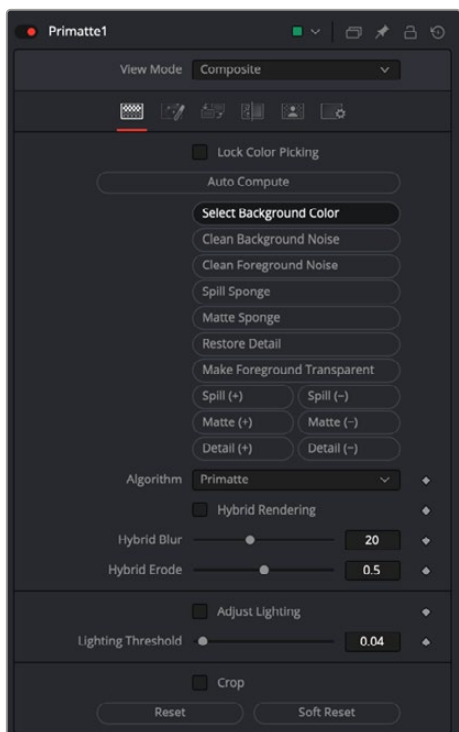 Primatte1
View Mode Composite
Lock Color Picking
Auto Compute
Select Background Color
Clean Background Noise
Clean Foreground Noise
Spill Sponge
Matte Sponge
Restore Detail
Make Foreground Transparent
Spill (+) Spill (−)
Matte (+) Matte (−)
Detail (+) Detail (−)
Algorithm Primatte
Hybrid Rendering
Hybrid Blur 20
Hybrid Erode 0.5
Adjust Lighting
Lighting Threshold 0.04
Crop
Reset Soft Reset